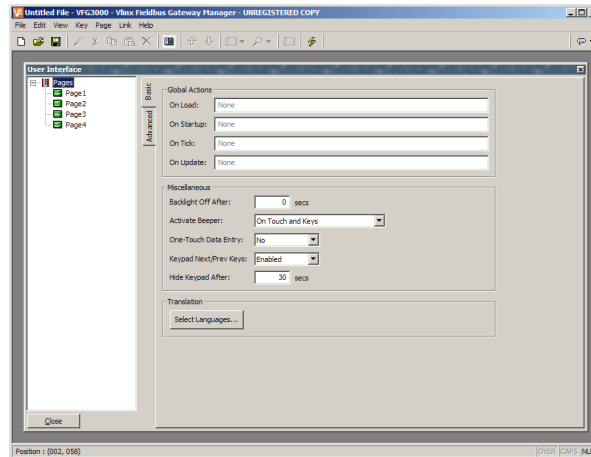 Untitled File - VFG3000 - Vlinx Fieldbus Gateway Manager - UNREGISTERED COPY
File Edit View Key Page Link Help
User Interface
Pages
Page1
Page2
Page3
Page4
Basic
Advanced
Global Actions
On Load: None
On Startup: None
On Tick: None
On Update: None
Miscellaneous
Backlight Off After: 0 secs
Activate Beeper: On Touch and Keys
One-Touch Data Entry: No
Keypad Next/Prev Keys: Enabled
Hide Keypad After: 30 secs
Translation
Select Languages...
Close
Position : (002, 058) OVER CAPS NU